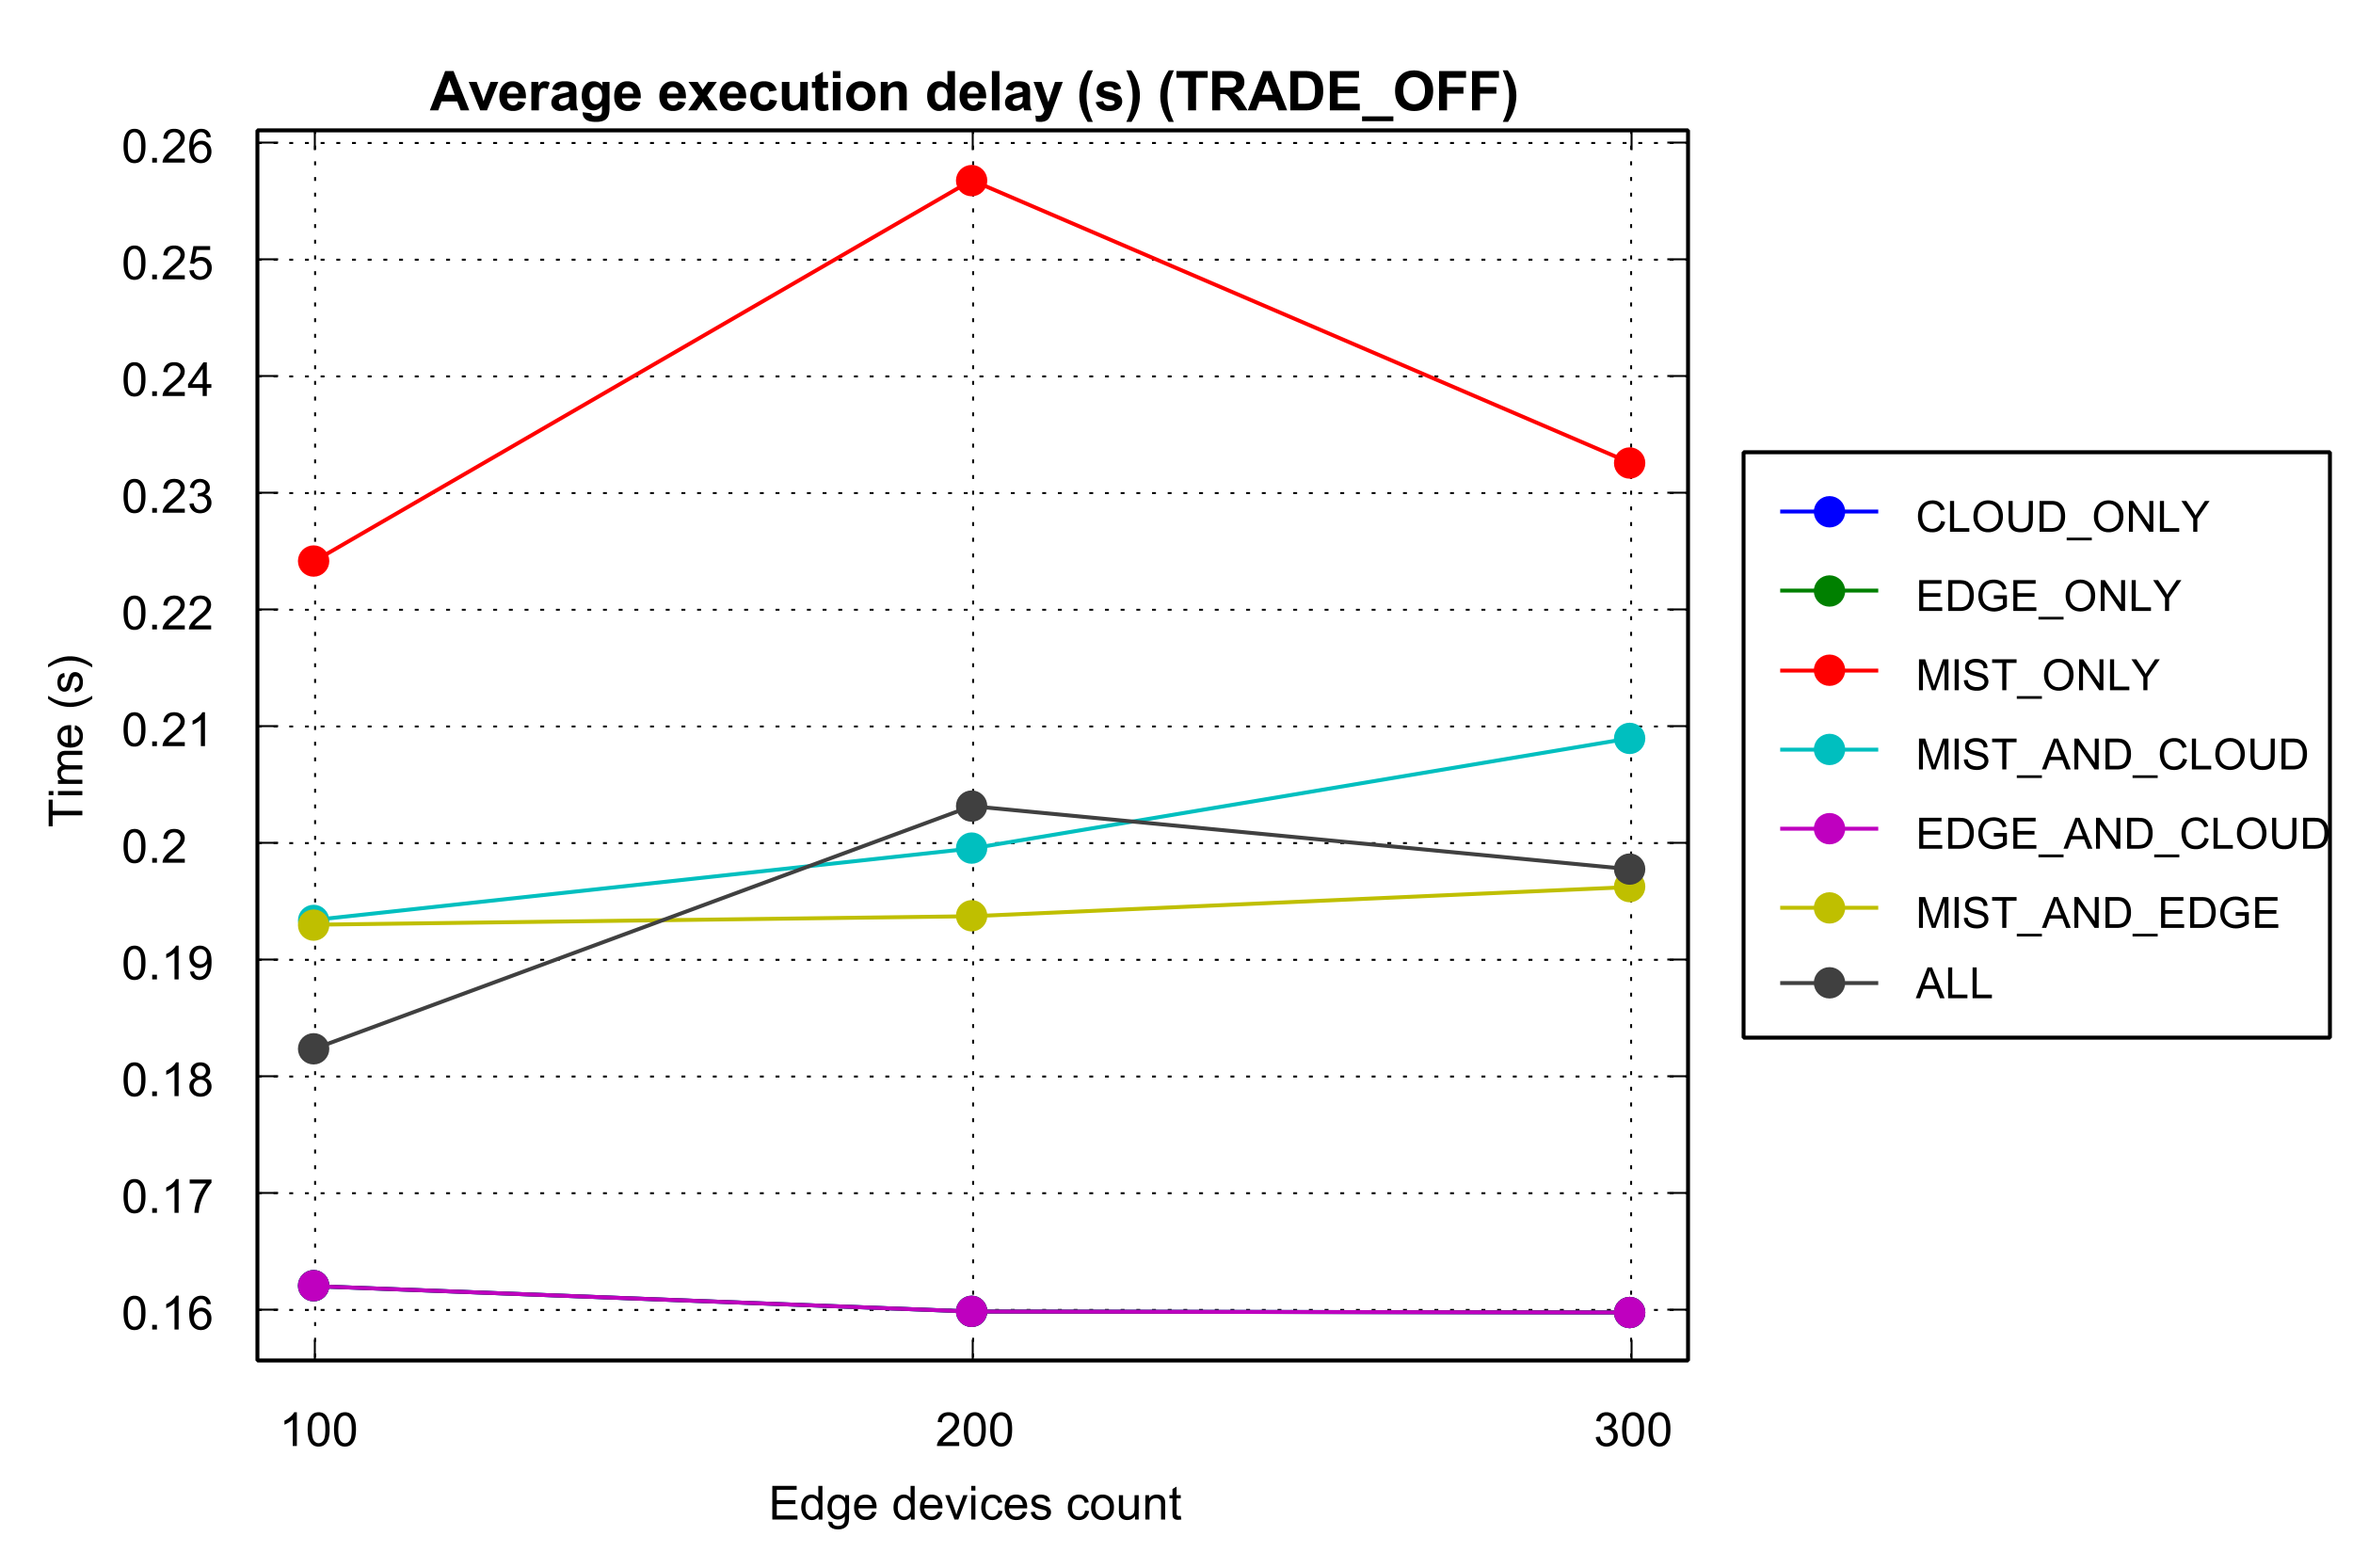 Average execution delay (s) (TRADE_OFF)
0.26
0.25
0.24
0.23
0.22
0.21
0.2
0.19
0.18
0.17
0.16
Time (s)
100 200 300
Edge devices count
CLOUD_ONLY
EDGE_ONLY
MIST_ONLY
MIST_AND_CLOUD
EDGE_AND_CLOUD
MIST_AND_EDGE
ALL